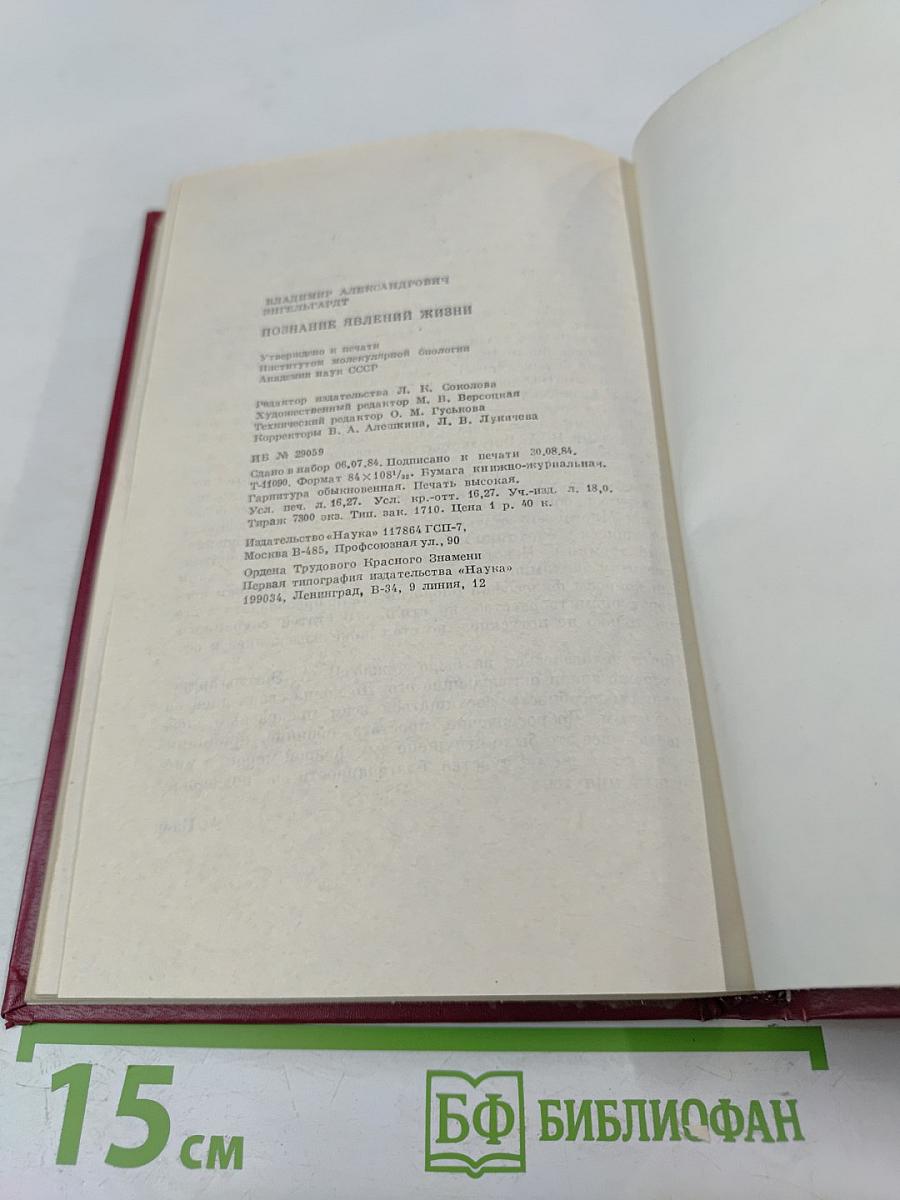 ВЛАДИМИР АЛЕКСАНДРОВИЧ
ЭНГЕЛЬГАРДТ
ПОЗНАНИЕ ЯВЛЕНИЙ ЖИЗНИ
Утверждено к печати
Институтом молекулярной биологии
Академии наук СССР
Редактор издательства Л. К. Соколова
Художественный редактор М. В. Версоцкая
Технический редактор О. М. Гуськова
Корректоры В. А. Алешкина, Л. В. Лукичева
ИБ № 29059
Сдано в набор 06.07.84. Подписано к печати 30.08.84.
Т-11090. Формат 84×108¹/₃₂. Бумага книжно-журнальная.
Гарнитура обыкновенная. Печать высокая.
Усл. печ. л. 16,27. Усл. кр.-отт. 16,27. Уч.-изд. л. 18,0.
Тираж 7300 экз. Тип. зак. 1710. Цена 1 р. 40 к.
Издательство «Наука» 117864 ГСП-7,
Москва В-485, Профсоюзная ул., 90
Ордена Трудового Красного Знамени
Первая типография издательства «Наука»
199034, Ленинград, В-34, 9 линия, 12
15 см
БФ БИБЛИОФАН